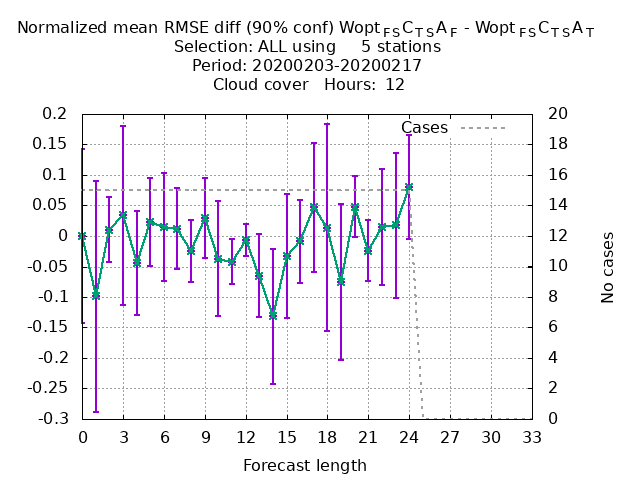 Normalized mean RMSE diff (90% conf) Wopt FS C T S A F - Wopt FS C T S A T
Selection: ALL using 5 stations
Period: 20200203-20200217
Cloud cover Hours: 12
Cases
0.2
0.15
0.1
0.05
0
-0.05
-0.1
-0.15
-0.2
-0.25
-0.3
20
18
16
14
12
10
8
6
4
2
0
No cases
0 3 6 9 12 15 18 21 24 27 30 33
Forecast length